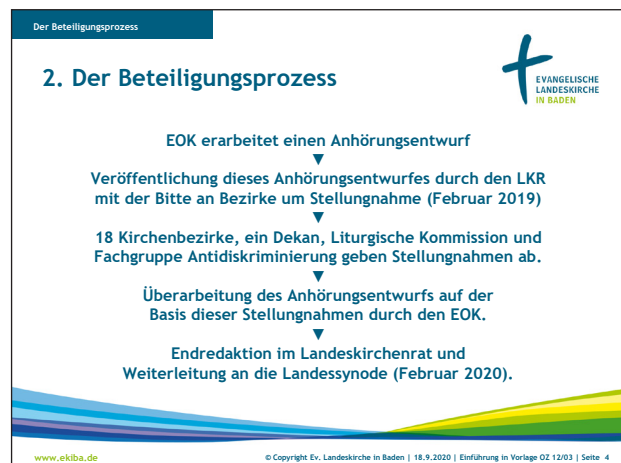 Der Beteiligungsprozess
2. Der Beteiligungsprozess
EVANGELISCHE
LANDESKIRCHE
IN BADEN
EOK erarbeitet einen Anhörungsentwurf
▼
Veröffentlichung dieses Anhörungsentwurfes durch den LKR
mit der Bitte an Bezirke um Stellungnahme (Februar 2019)
▼
18 Kirchenbezirke, ein Dekan, Liturgische Kommission und
Fachgruppe Antidiskriminierung geben Stellungnahmen ab.
▼
Überarbeitung des Anhörungsentwurfs auf der
Basis dieser Stellungnahmen durch den EOK.
▼
Endredaktion im Landeskirchenrat und
Weiterleitung an die Landessynode (Februar 2020).
www.ekiba.de
© Copyright Ev. Landeskirche in Baden | 18.9.2020 | Einführung in Vorlage OZ 12/03 | Seite 4